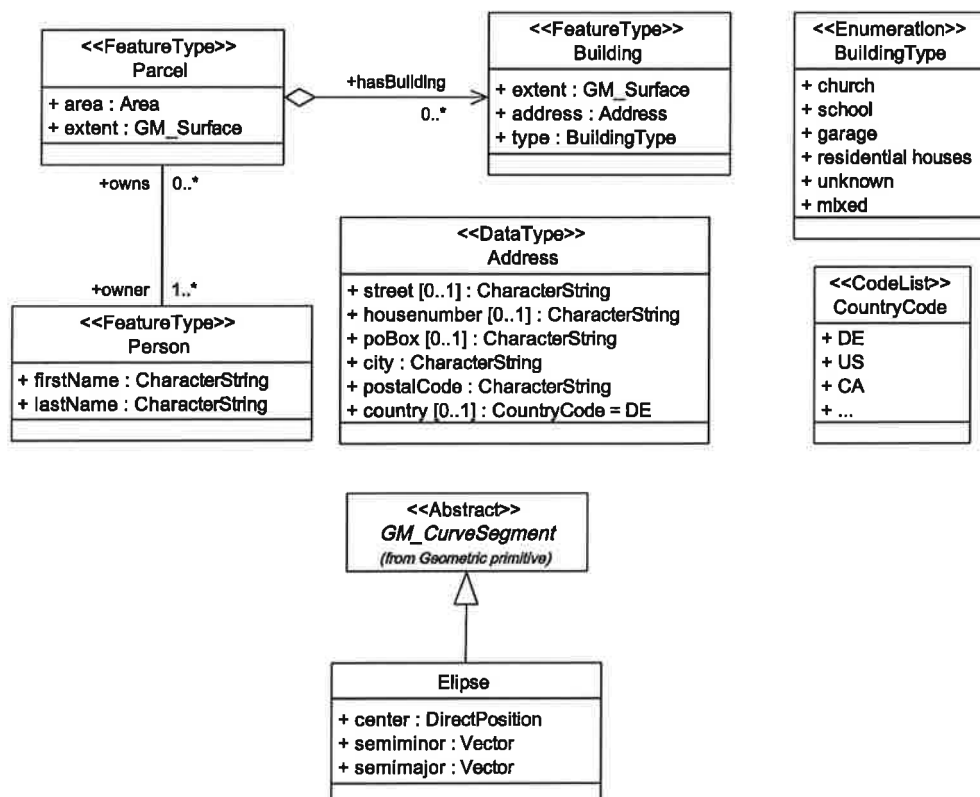 <<FeatureType>>
Parcel
+ area : Area
+ extent : GM_Surface
+hasBuilding
0..*
<<FeatureType>>
Building
+ extent : GM_Surface
+ address : Address
+ type : BuildingType
<<Enumeration>>
BuildingType
+ church
+ school
+ garage
+ residential houses
+ unknown
+ mixed
+owns 0..*
+owner 1..*
<<FeatureType>>
Person
+ firstName : CharacterString
+ lastName : CharacterString
<<DataType>>
Address
+ street [0..1] : CharacterString
+ housenumber [0..1] : CharacterString
+ poBox [0..1] : CharacterString
+ city : CharacterString
+ postalCode : CharacterString
+ country [0..1] : CountryCode = DE
<<CodeList>>
CountryCode
+ DE
+ US
+ CA
+ ...
<<Abstract>>
GM_CurveSegment
(from Geometric primitive)
Elipse
+ center : DirectPosition
+ semiminor : Vector
+ semimajor : Vector